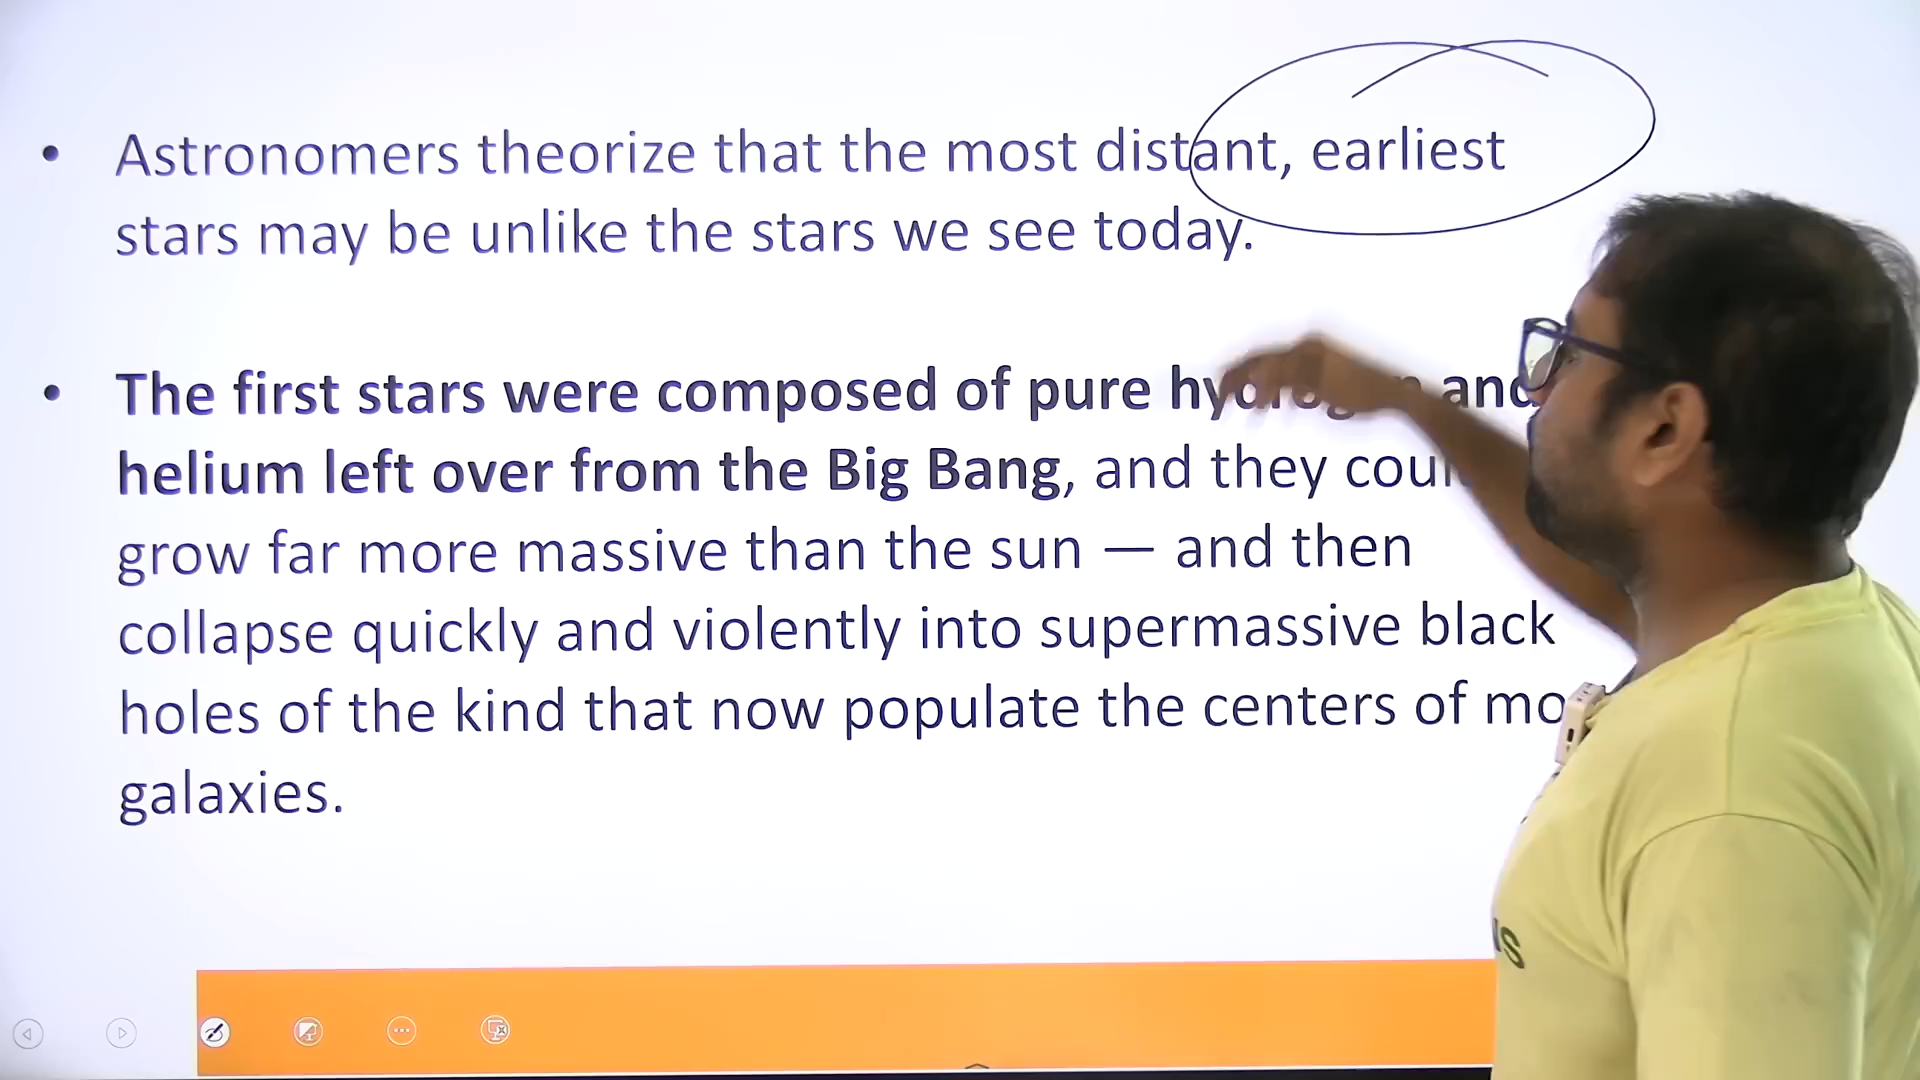 • Astronomers theorize that the most distant, earliest
stars may be unlike the stars we see today.
• The first stars were composed of pure hydrogen and
helium left over from the Big Bang, and they
grow far more massive than the sun — and then
collapse quickly and violently into supermassive black
holes of the kind that now populate the centers of
galaxies.